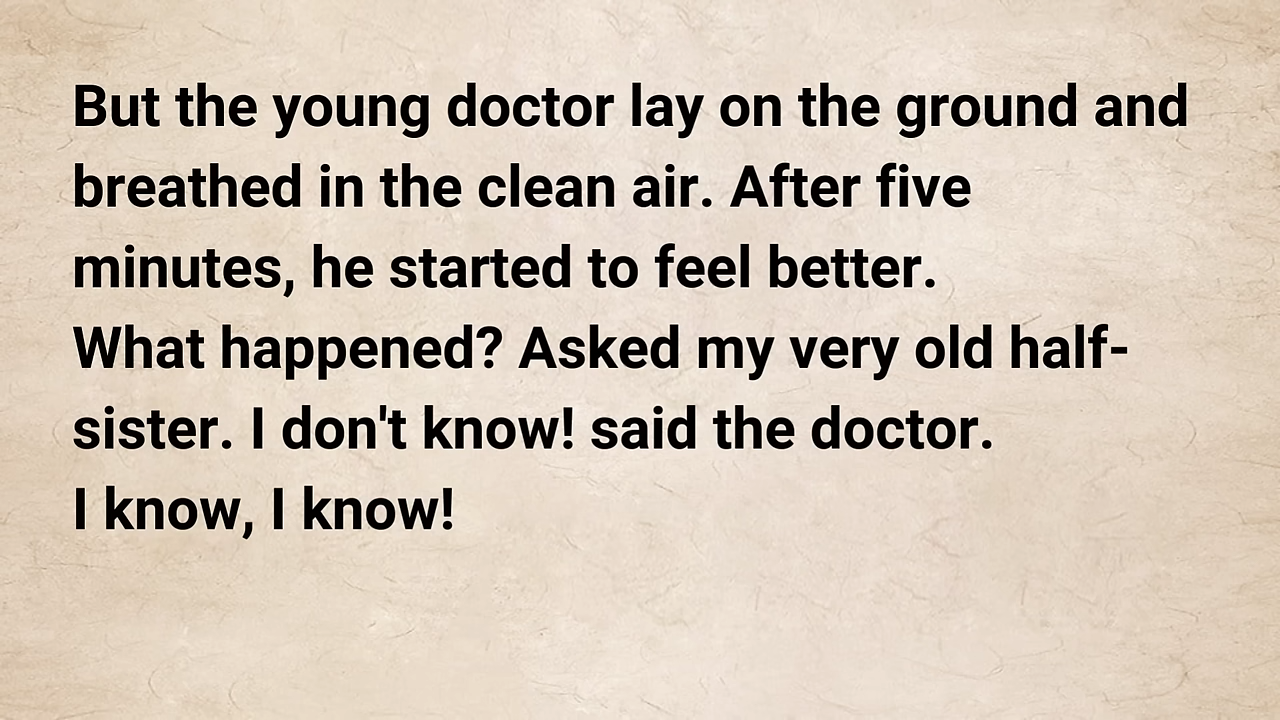 But the young doctor lay on the ground and
breathed in the clean air. After five
minutes, he started to feel better.
What happened? Asked my very old half-
sister. I don't know! said the doctor.
I know, I know!